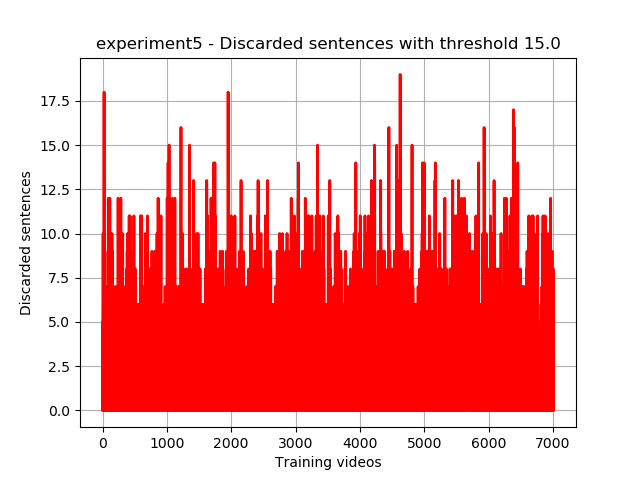 experiment5 - Discarded sentences with threshold 15.0
17.5
15.0
12.5
10.0
7.5
5.0
2.5
0.0
Discarded sentences
0 1000 2000 3000 4000 5000 6000 7000
Training videos